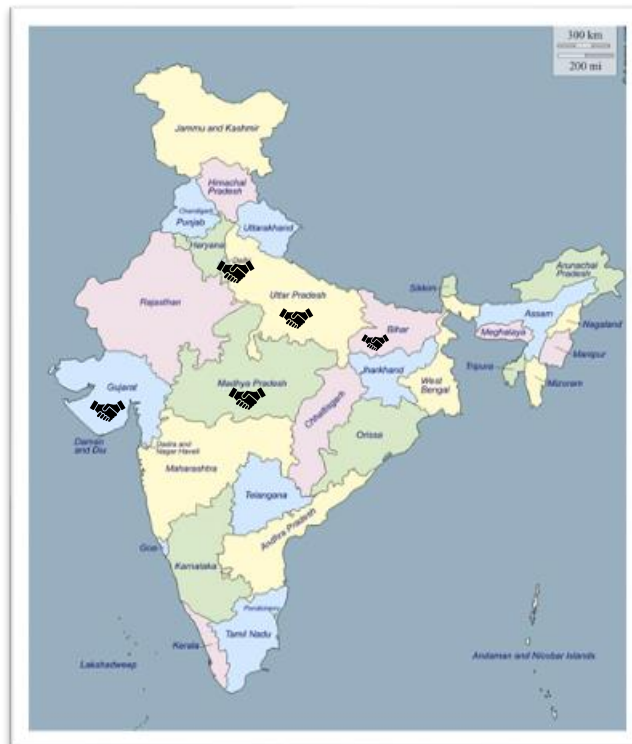 300 km
200 mi
Jammu and Kashmir
Himachal
Pradesh
Chandigarh
Punjab
Uttarakhand
Haryana
Arunachal
Pradesh
Sikkim
Rajasthan
Uttar Pradesh
Assam
Nagaland
Bihar
Meghalaya
Manipur
Tripura
Mizoram
Jharkhand
West
Bengal
Gujarat
Madhya Pradesh
Chhattisgarh
Daman
and Diu
Dadra and
Nagar Haveli
Orissa
Maharashtra
Telangana
Andhra Pradesh
Goa
Karnataka
Tamil Nadu
Kerala
Lakshadweep
Andaman and Nicobar Islands